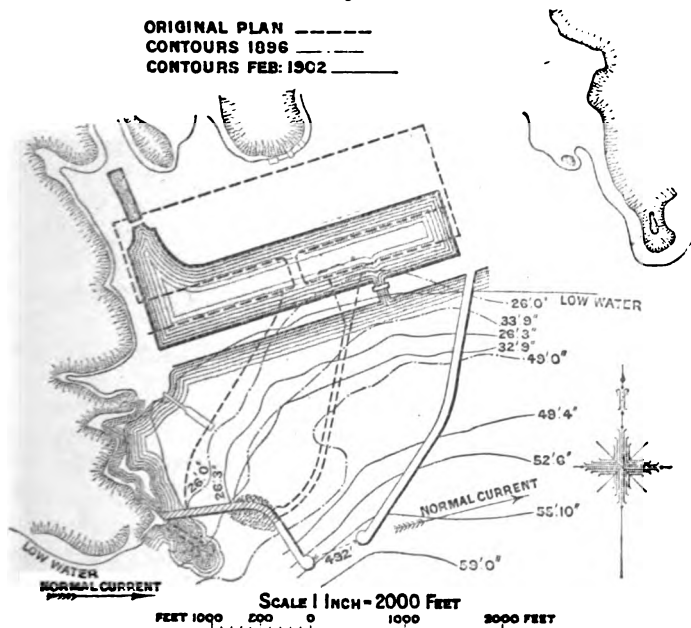 ORIGINAL PLAN
CONTOURS 1896
CONTOURS FEB: 1902
26'0" LOW WATER
33'9"
26'3"
32'9"
49'0"
49'4"
52'6"
NORMAL CURRENT
55'10"
59'0"
26'0"
26'3"
492'
LOW WATER
NORMAL CURRENT
SCALE 1 INCH = 2000 FEET
FEET 1000 500 0 1000 2000 FEET